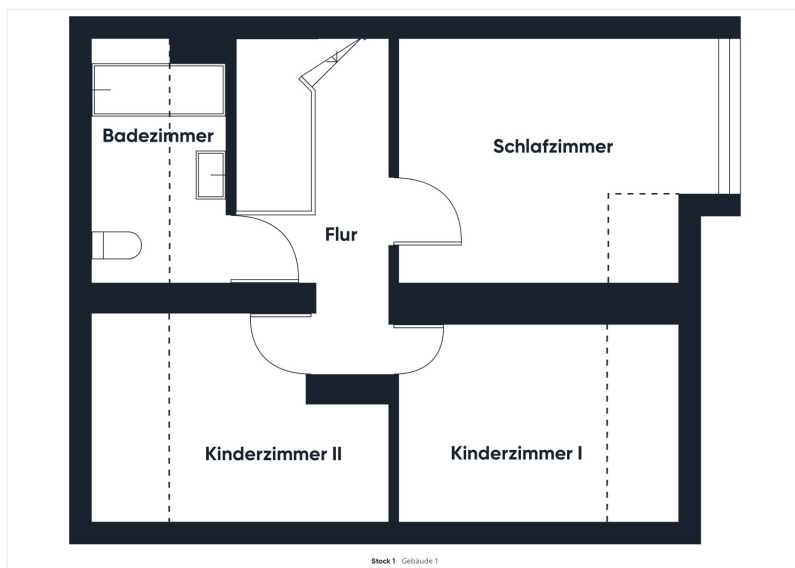 Badezimmer
Schlafzimmer
Flur
Kinderzimmer II
Kinderzimmer I
Stock 1 Gebäude 1